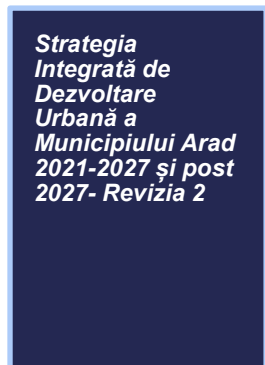 Strategia
Integrată de
Dezvoltare
Urbană a
Municipiului Arad
2021-2027 și post
2027- Revizia 2